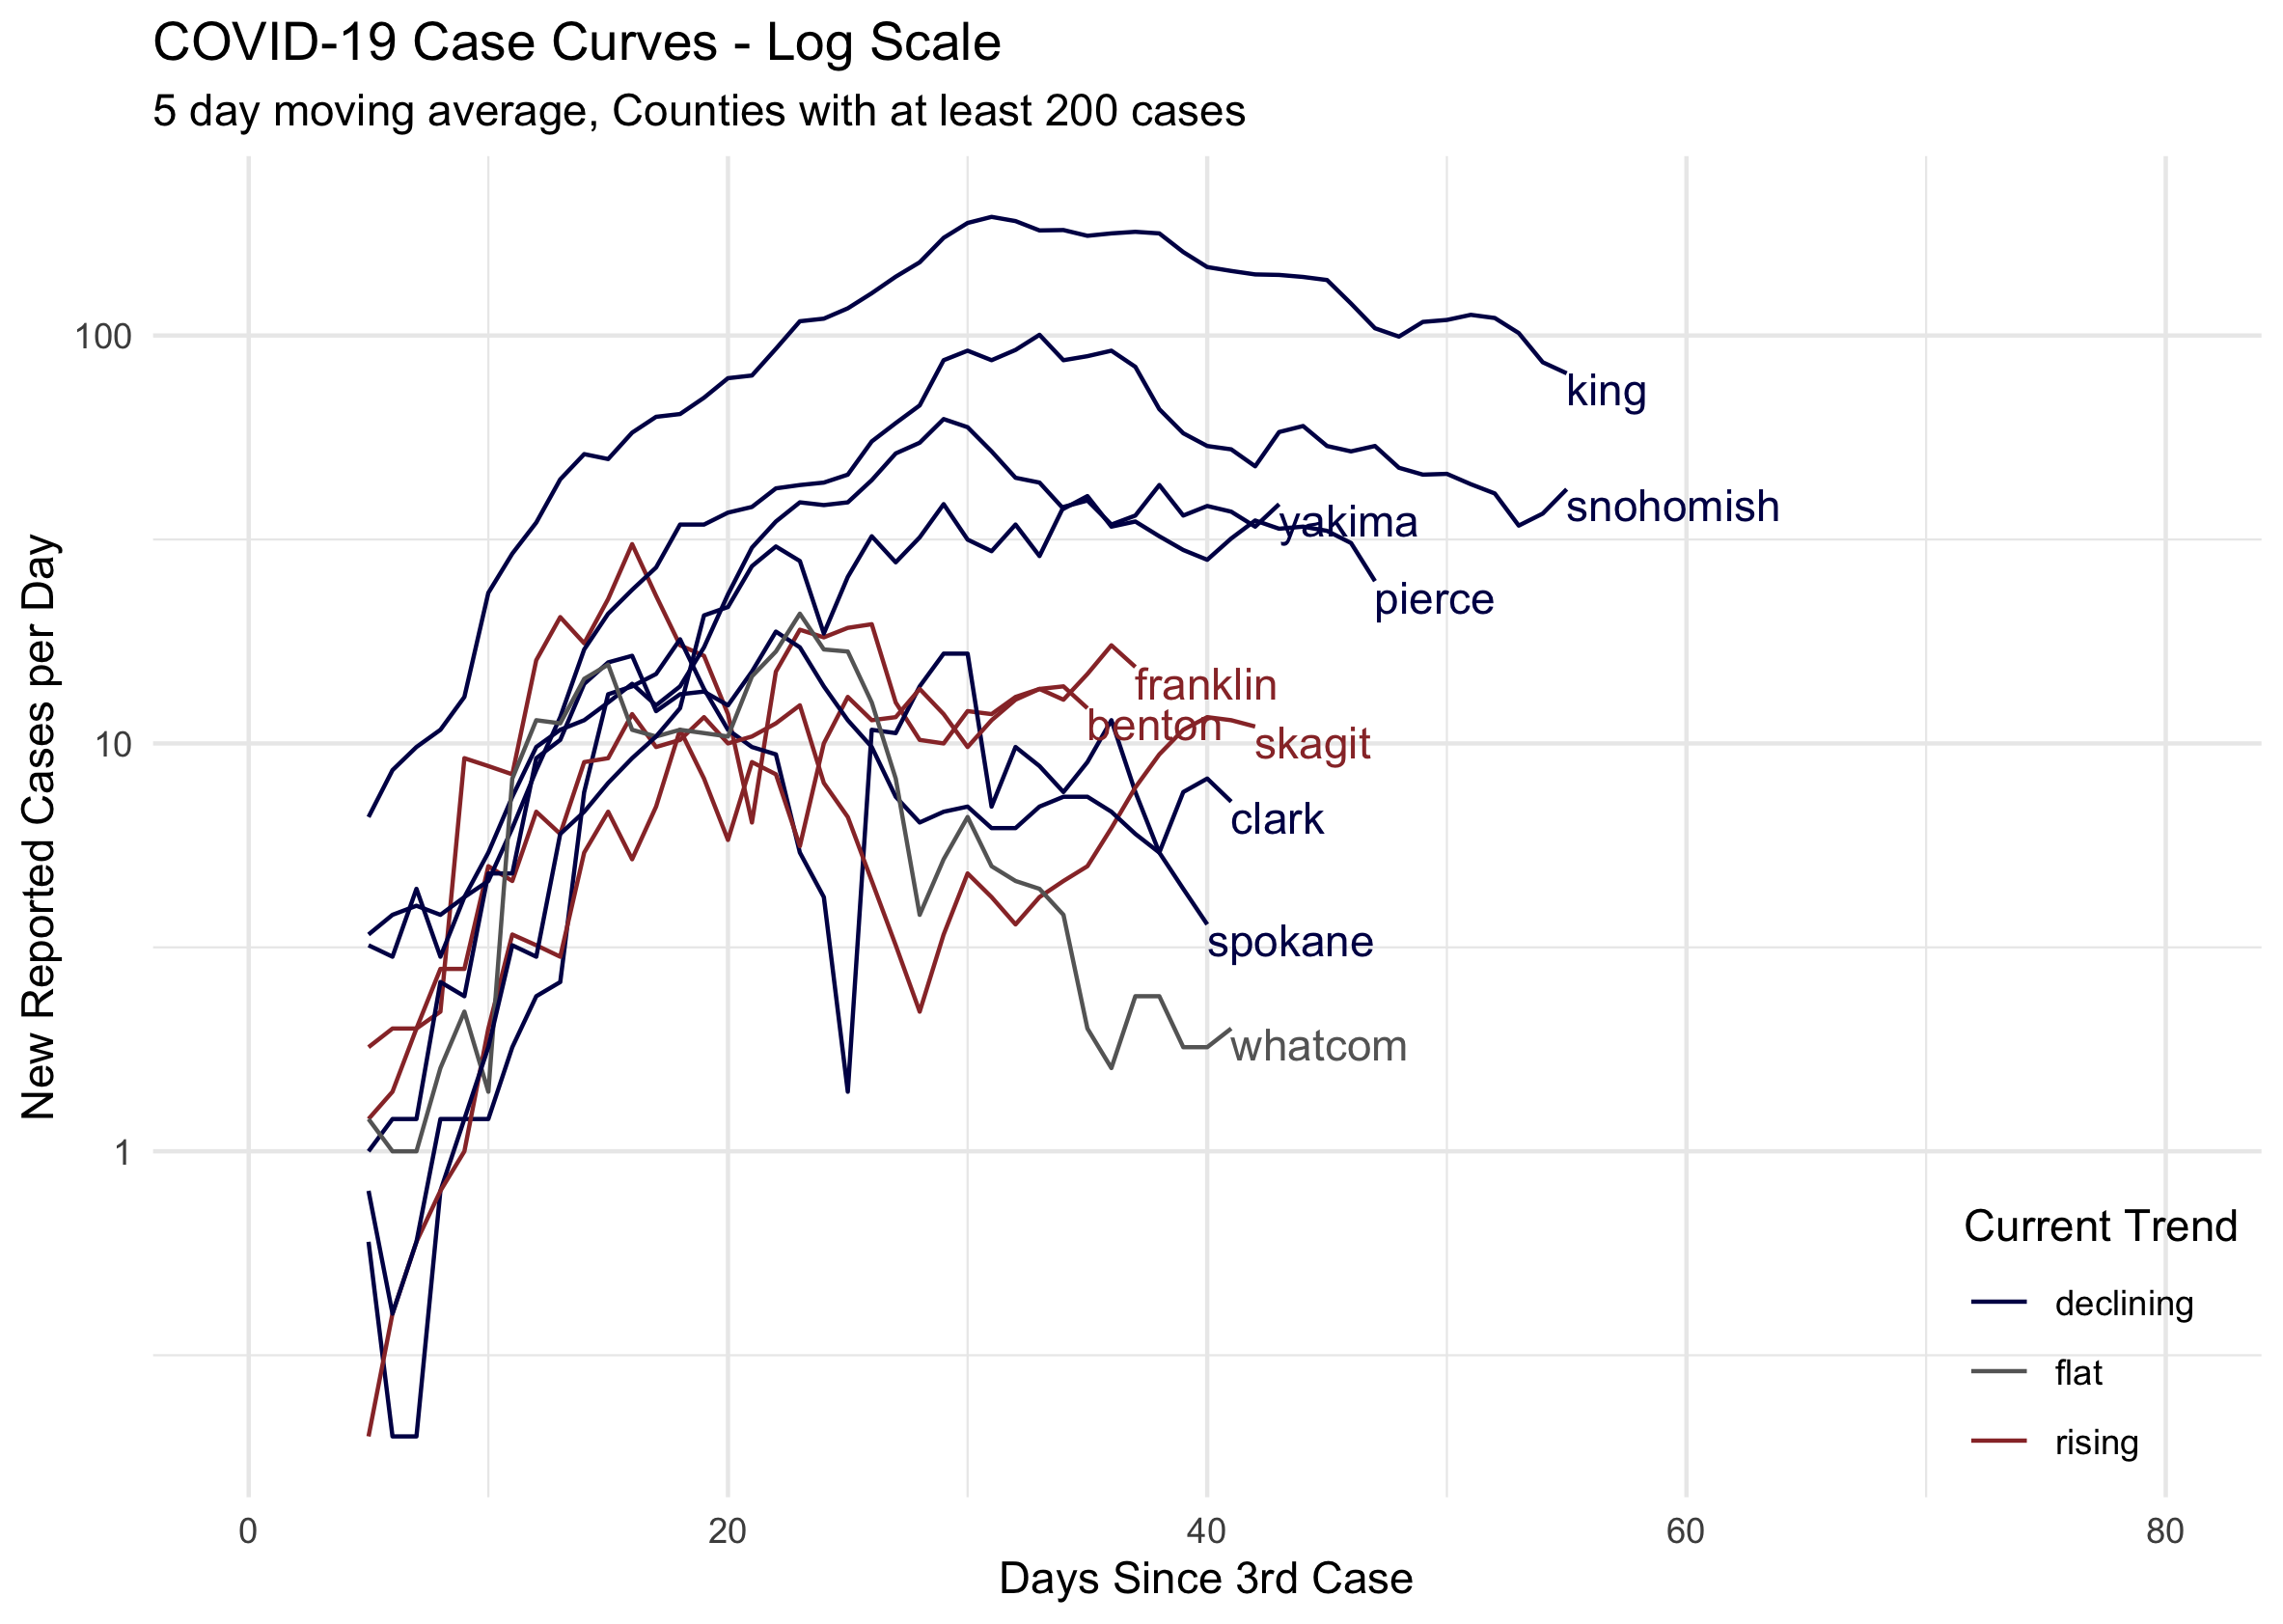 COVID-19 Case Curves - Log Scale
5 day moving average, Counties with at least 200 cases
New Reported Cases per Day
100
10
1
king
snohomish
yakima
pierce
franklin
benton
skagit
clark
spokane
whatcom
Current Trend
declining
flat
rising
0 20 40 60 80
Days Since 3rd Case